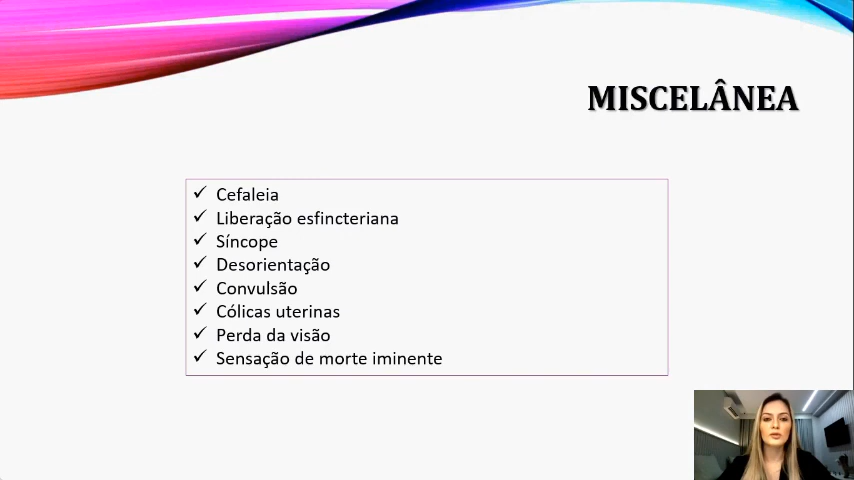 MISCELÂNEA
✓ Cefaleia
✓ Liberação esfincteriana
✓ Síncope
✓ Desorientação
✓ Convulsão
✓ Cólicas uterinas
✓ Perda da visão
✓ Sensação de morte iminente